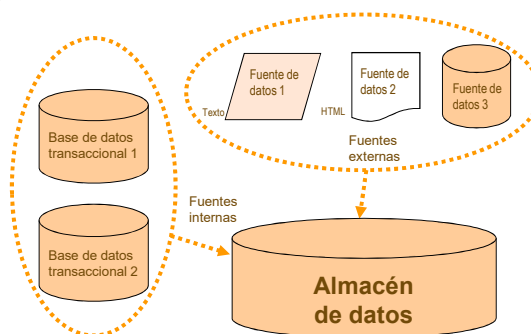 Base de datos
transaccional 1
Base de datos
transaccional 2
Fuentes
internas
Fuente de
datos 1
Texto
Fuente de
datos 2
HTML
Fuente de
datos 3
Fuentes
externas
Almacén
de datos